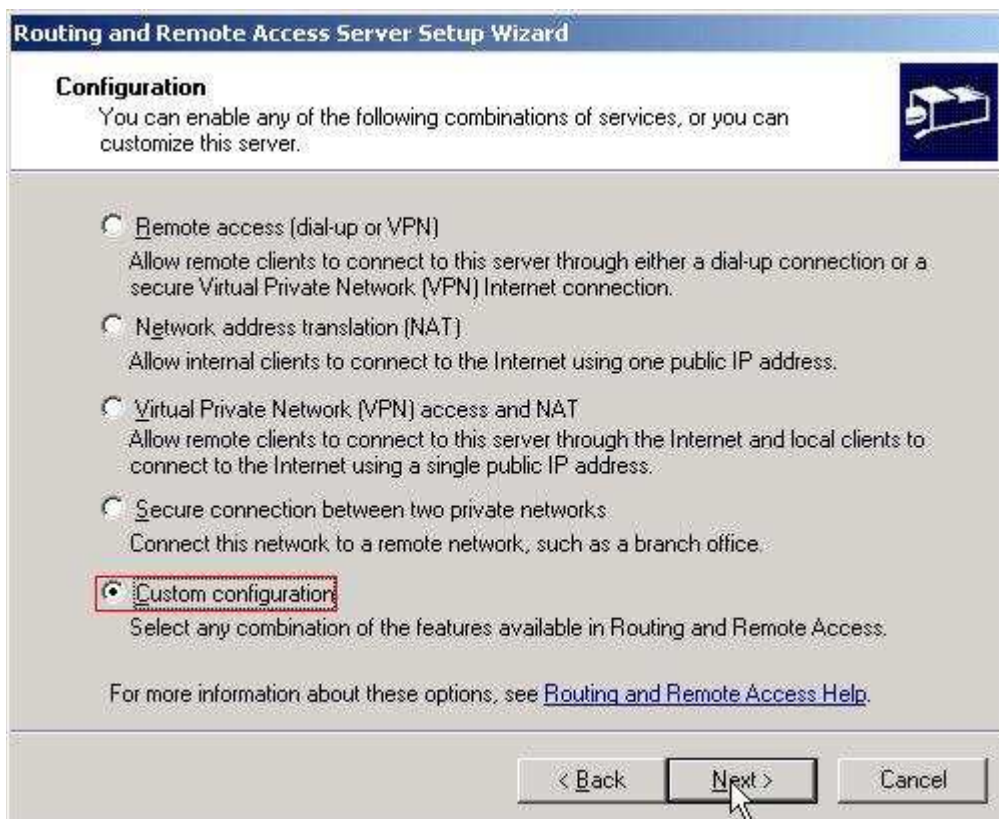 Routing and Remote Access Server Setup Wizard
Configuration
You can enable any of the following combinations of services, or you can
customize this server.
Remote access (dial-up or VPN)
Allow remote clients to connect to this server through either a dial-up connection or a
secure Virtual Private Network (VPN) Internet connection.
Network address translation (NAT)
Allow internal clients to connect to the Internet using one public IP address.
Virtual Private Network (VPN) access and NAT
Allow remote clients to connect to this server through the Internet and local clients to
connect to the Internet using a single public IP address.
Secure connection between two private networks
Connect this network to a remote network, such as a branch office.
Custom configuration
Select any combination of the features available in Routing and Remote Access.
For more information about these options, see Routing and Remote Access Help.
< Back Next > Cancel